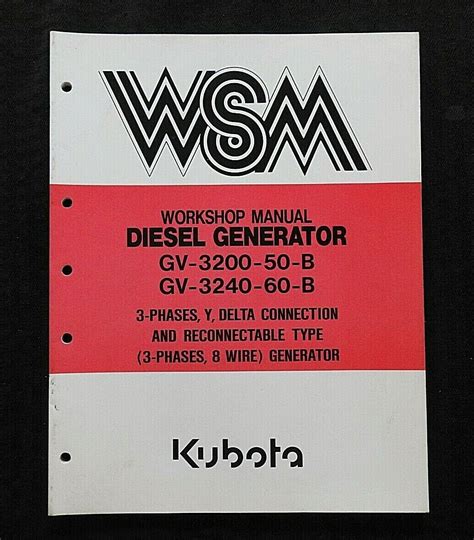 WSM
WORKSHOP MANUAL
DIESEL GENERATOR
GV-3200-50-B
GV-3240-60-B
3-PHASES, Y, DELTA CONNECTION
AND RECONNECTABLE TYPE
(3-PHASES, 8 WIRE) GENERATOR
Kubota